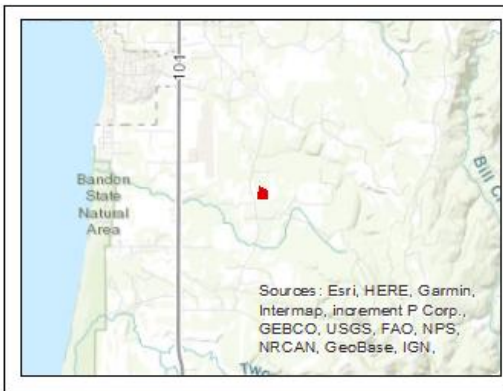 101
Bandon
State
Natural
Area
Bill C
Sources: Esri, HERE, Garmin,
Intermap, increment P Corp.,
GEBCO, USGS, FAO, NPS,
NRCAN, GeoBase, IGN,
Two